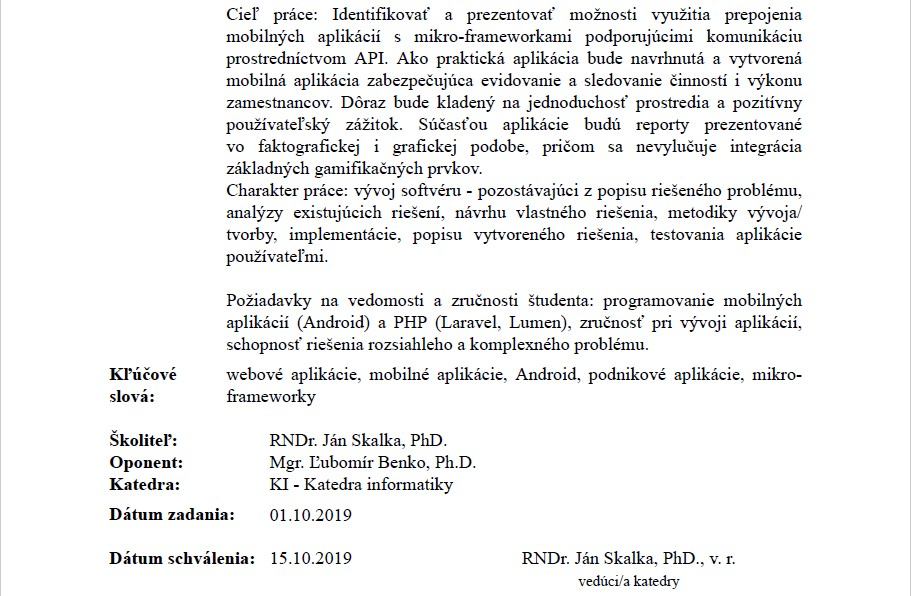 Cieľ práce: Identifikovať a prezentovať možnosti využitia prepojenia
mobilných aplikácií s mikro-frameworkami podporujúcimi komunikáciu
prostredníctvom API. Ako praktická aplikácia bude navrhnutá a vytvorená
mobilná aplikácia zabezpečujúca evidovanie a sledovanie činností i výkonu
zamestnancov. Dôraz bude kladený na jednoduchosť prostredia a pozitívny
používateľský zážitok. Súčasťou aplikácie budú reporty prezentované
vo faktografickej i grafickej podobe, pričom sa nevylučuje integrácia
základných gamifikačných prvkov.
Charakter práce: vývoj softvéru - pozostávajúci z popisu riešeného problému,
analýzy existujúcich riešení, návrhu vlastného riešenia, metodiky vývoja/
tvorby, implementácie, popisu vytvoreného riešenia, testovania aplikácie
používateľmi.
Požiadavky na vedomosti a zručnosti študenta: programovanie mobilných
aplikácií (Android) a PHP (Laravel, Lumen), zručnosť pri vývoji aplikácií,
schopnosť riešenia rozsiahleho a komplexného problému.
Kľúčové slová: webové aplikácie, mobilné aplikácie, Android, podnikové aplikácie, mikro-
frameworky
Školiteľ: RNDr. Ján Skalka, PhD.
Oponent: Mgr. Ľubomír Benko, Ph.D.
Katedra: KI - Katedra informatiky
Dátum zadania: 01.10.2019
Dátum schválenia: 15.10.2019 RNDr. Ján Skalka, PhD., v. r.
vedúci/a katedry